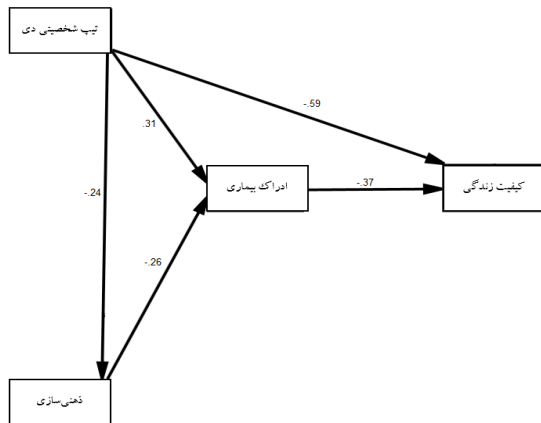 تیپ شخصیتی دی
-.59
.31
-.24
ادراک بیماری
-.37
کیفیت زندگی
-.26
ذهنی‌سازی